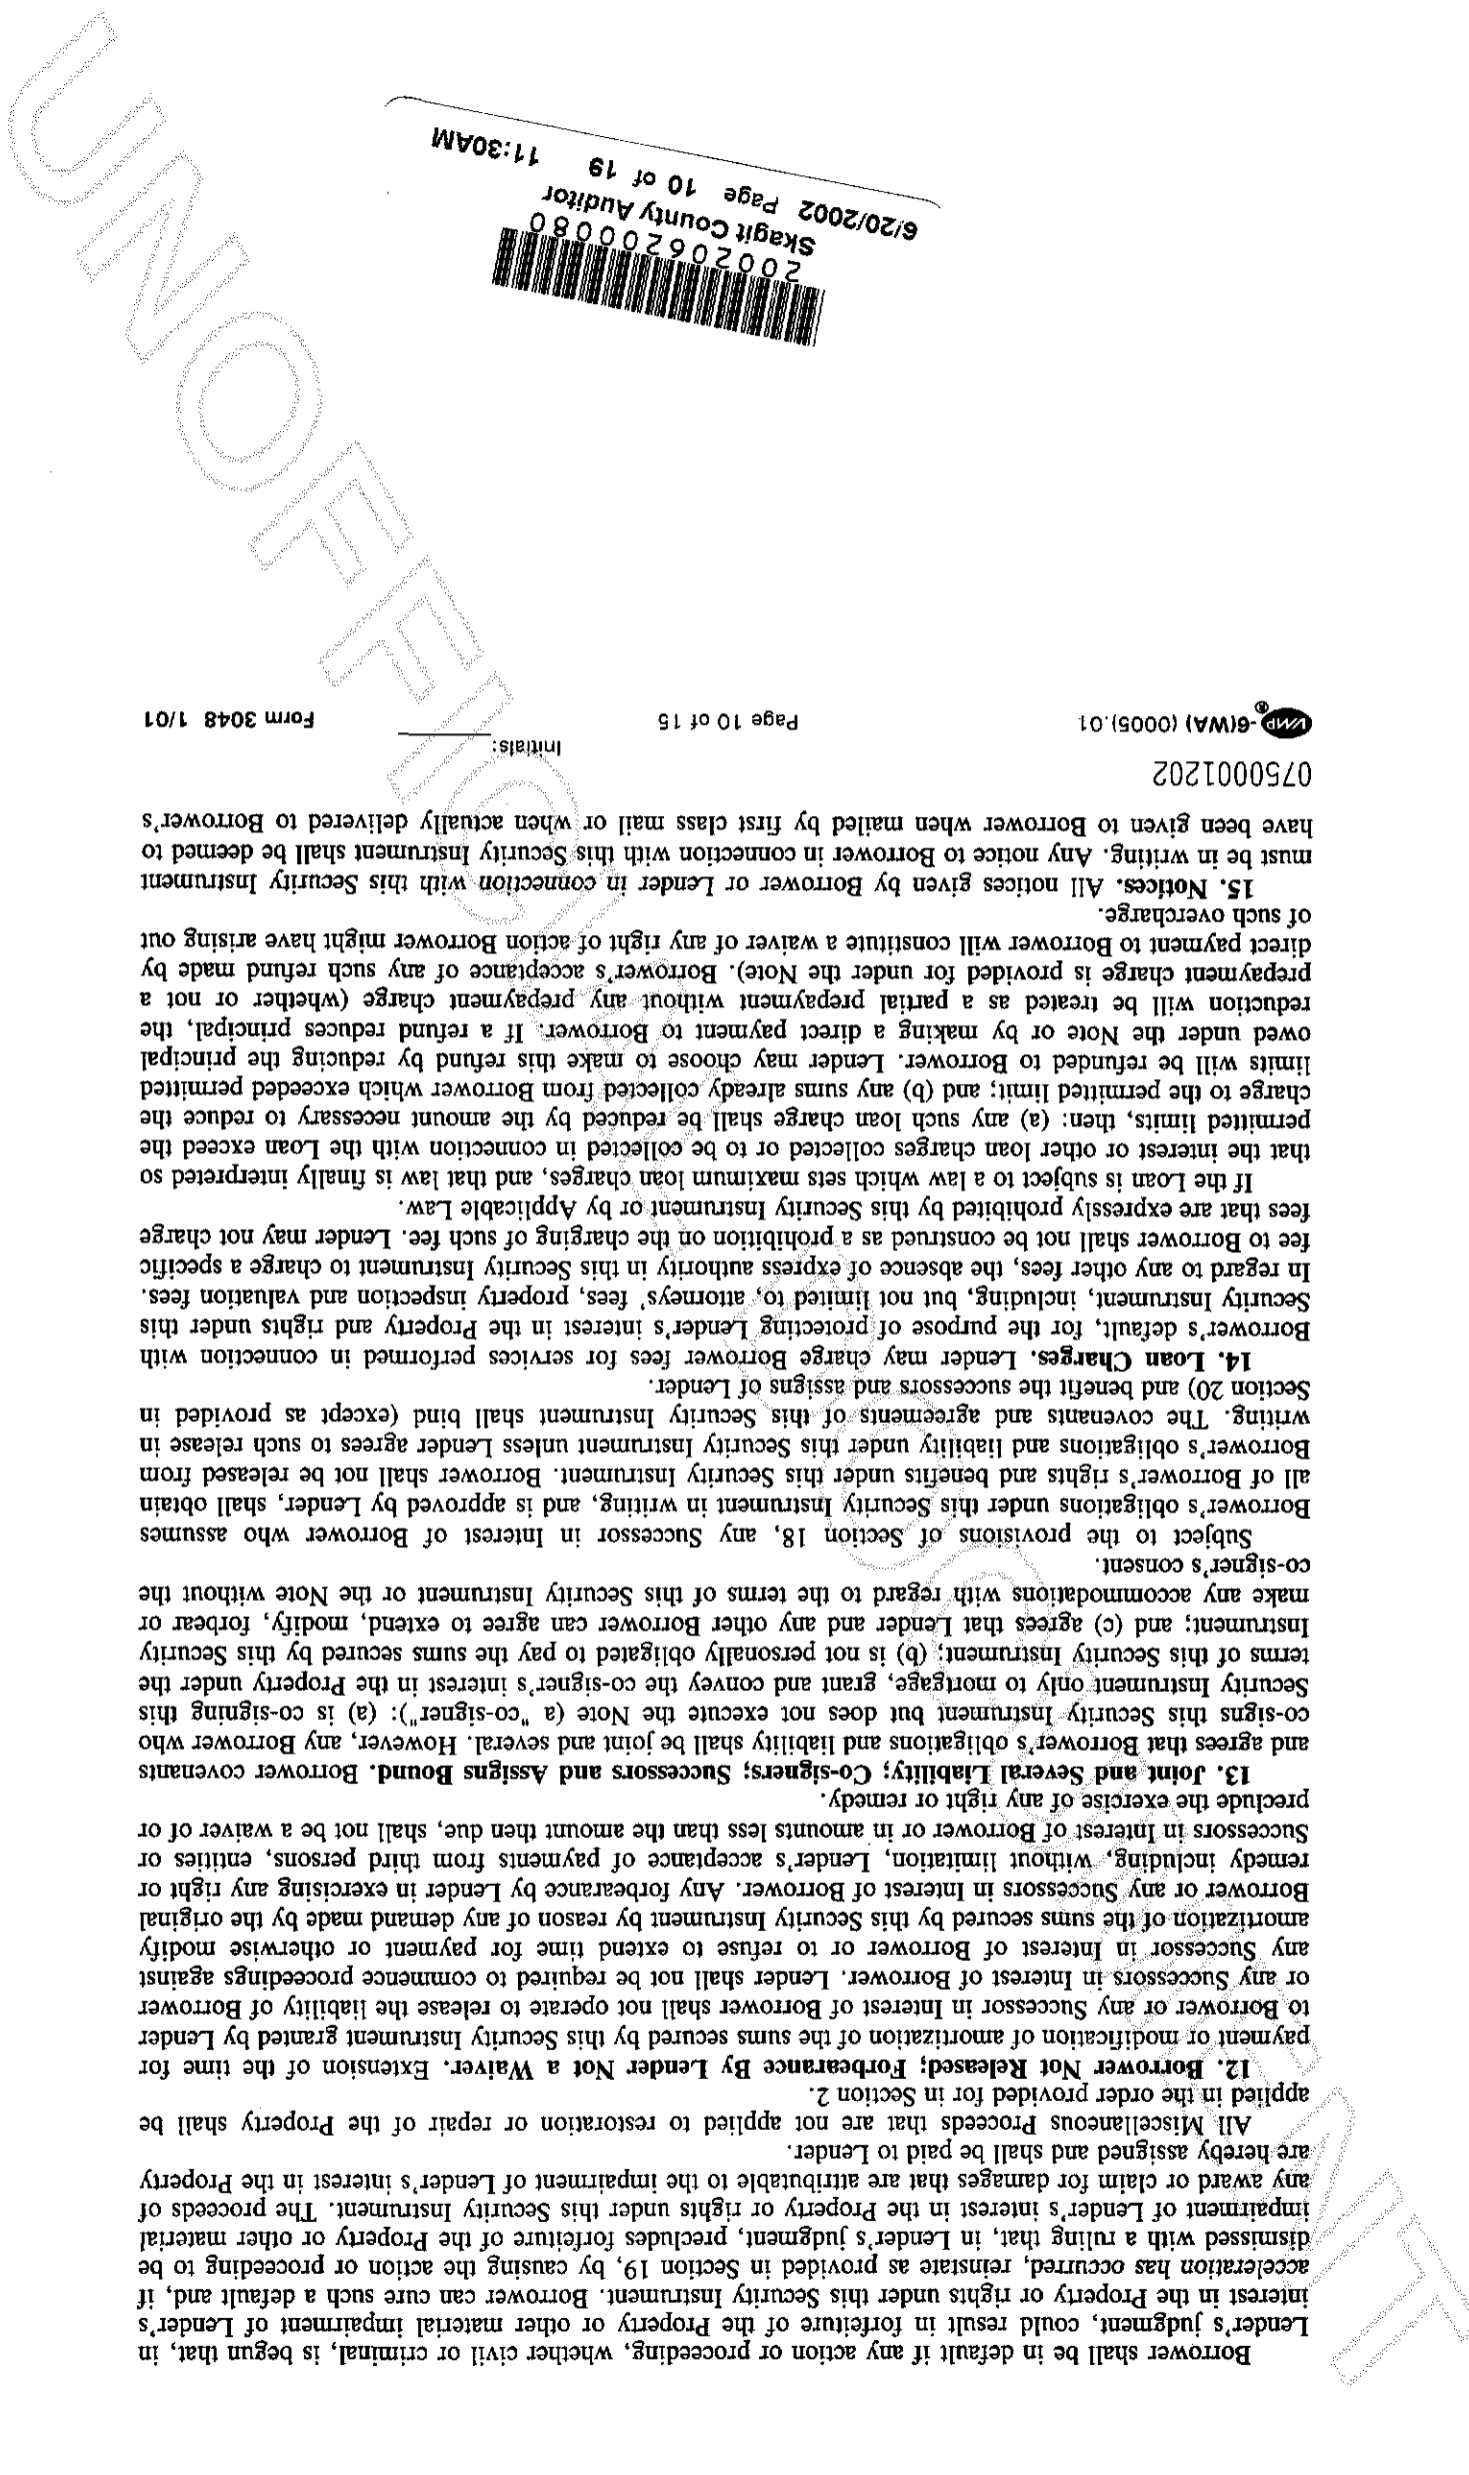 Borrower shall be in default if any action or proceeding, whether civil or criminal, is begun that, in
Lender's judgment, could result in forfeiture of the Property or other material impairment of Lender's
interest in the Property or rights under this Security Instrument. Borrower can cure such a default and, if
acceleration has occurred, reinstate as provided in Section 19, by causing the action or proceeding to be
dismissed with a ruling that, in Lender's judgment, precludes forfeiture of the Property or other material
impairment of Lender's interest in the Property or rights under this Security Instrument. The proceeds of
any award or claim for damages that are attributable to the impairment of Lender's interest in the Property
are hereby assigned and shall be paid to Lender.
All Miscellaneous Proceeds that are not applied to restoration or repair of the Property shall be
applied in the order provided for in Section 2.
12. Borrower Not Released; Forbearance By Lender Not a Waiver. Extension of the time for
payment or modification of amortization of the sums secured by this Security Instrument granted by Lender
to Borrower or any Successor in Interest of Borrower shall not operate to release the liability of Borrower
or any Successors in Interest of Borrower. Lender shall not be required to commence proceedings against
any Successor in Interest of Borrower or to refuse to extend time for payment or otherwise modify
amortization of the sums secured by this Security Instrument by reason of any demand made by the original
Borrower or any Successors in Interest of Borrower. Any forbearance by Lender in exercising any right or
remedy including, without limitation, Lender's acceptance of payments from third persons, entities or
Successors in Interest of Borrower or in amounts less than the amount then due, shall not be a waiver of or
preclude the exercise of any right or remedy.
13. Joint and Several Liability; Co-signers; Successors and Assigns Bound. Borrower covenants
and agrees that Borrower's obligations and liability shall be joint and several. However, any Borrower who
co-signs this Security Instrument but does not execute the Note (a "co-signer"): (a) is co-signing this
Security Instrument only to mortgage, grant and convey the co-signer's interest in the Property under the
terms of this Security Instrument; (b) is not personally obligated to pay the sums secured by this Security
Instrument; and (c) agrees that Lender and any other Borrower can agree to extend, modify, forbear or
make any accommodations with regard to the terms of this Security Instrument or the Note without the
co-signer's consent.
Subject to the provisions of Section 18, any Successor in Interest of Borrower who assumes
Borrower's obligations under this Security Instrument in writing, and is approved by Lender, shall obtain
all of Borrower's rights and benefits under this Security Instrument. Borrower shall not be released from
Borrower's obligations and liability under this Security Instrument unless Lender agrees to such release in
writing. The covenants and agreements of this Security Instrument shall bind (except as provided in
Section 20) and benefit the successors and assigns of Lender.
14. Loan Charges. Lender may charge Borrower fees for services performed in connection with
Borrower's default, for the purpose of protecting Lender's interest in the Property and rights under this
Security Instrument, including, but not limited to, attorneys' fees, property inspection and valuation fees.
In regard to any other fees, the absence of express authority in this Security Instrument to charge a specific
fee to Borrower shall not be construed as a prohibition on the charging of such fee. Lender may not charge
fees that are expressly prohibited by this Security Instrument or by Applicable Law.
If the Loan is subject to a law which sets maximum loan charges, and that law is finally interpreted so
that the interest or other loan charges collected or to be collected in connection with the Loan exceed the
permitted limits, then: (a) any such loan charge shall be reduced by the amount necessary to reduce the
charge to the permitted limit; and (b) any sums already collected from Borrower which exceeded permitted
limits will be refunded to Borrower. Lender may choose to make this refund by reducing the principal
owed under the Note or by making a direct payment to Borrower. If a refund reduces principal, the
reduction will be treated as a partial prepayment without any prepayment charge (whether or not a
prepayment charge is provided for under the Note). Borrower's acceptance of any such refund made by
direct payment to Borrower will constitute a waiver of any right of action Borrower might have arising out
of such overcharge.
15. Notices. All notices given by Borrower or Lender in connection with this Security Instrument
must be in writing. Any notice to Borrower in connection with this Security Instrument shall be deemed to
have been given to Borrower when mailed by first class mail or when actually delivered to Borrower's
0750001202
Initials:
VMP®-6(WA) (0005).01 Page 10 of 15 Form 3048 1/01
200206200080
Skagit County Auditor
6/20/2002 Page 10 of 19 11:30AM
UNOFFICIAL DOCUMENT